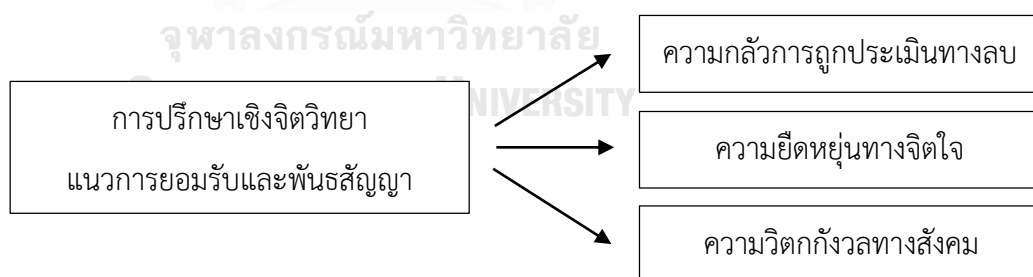 จุฬาลงกรณ์มหาวิทยาลัย
UNIVERSITY
ความกลัวการถูกประเมินทางลบ
การปรึกษาเชิงจิตวิทยา
แนวการยอมรับและพันธสัญญา
ความยืดหยุ่นทางจิตใจ
ความวิตกกังวลทางสังคม